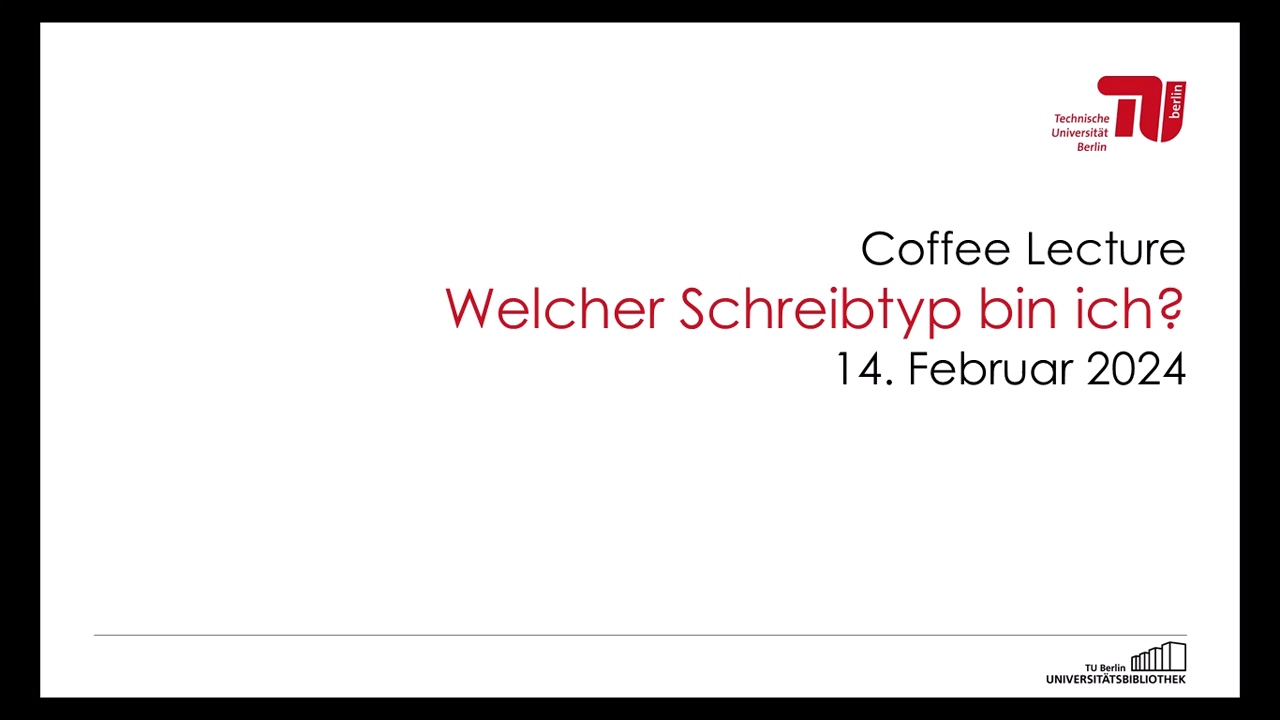 berlin
Technische
Universität
Berlin
Coffee Lecture
Welcher Schreibtyp bin ich?
14. Februar 2024
TU Berlin
UNIVERSITÄTSBIBLIOTHEK